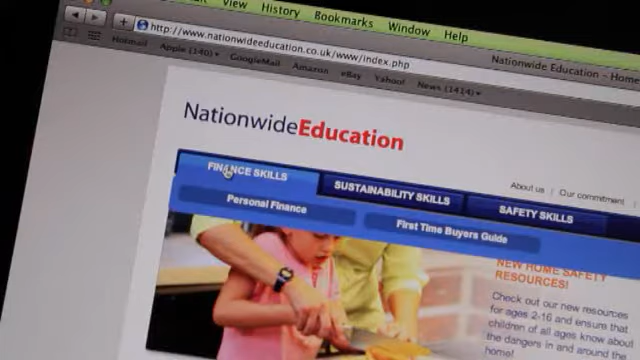 View History Bookmarks Window Help
http://www.nationwideeducation.co.uk/www/index.php
Nationwide Education – Home
Hotmail Apple (140) GoogleMail Amazon eBay Yahoo! News (1414)
NationwideEducation
About us | Our commitment |
FINANCE SKILLS
SUSTAINABILITY SKILLS
SAFETY SKILLS
Personal Finance
First Time Buyers Guide
NEW HOME SAFETY
RESOURCES!
Check out our new resources
for ages 2-16 and ensure that
children of all ages know about
the dangers in and around the
home!